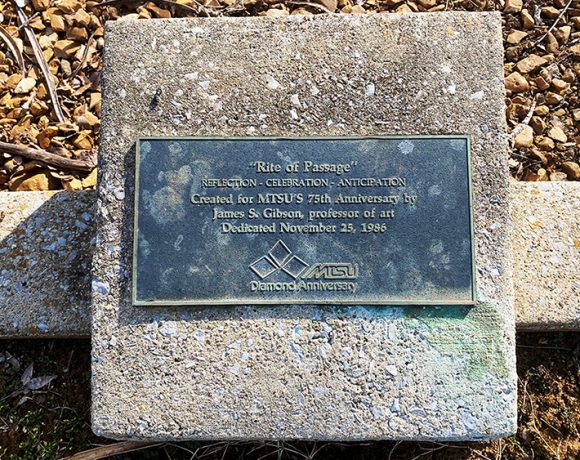 "Rite of Passage"
REFLECTION - CELEBRATION - ANTICIPATION
Created for MTSU'S 75th Anniversary by
James S. Gibson, professor of art
Dedicated November 25, 1986
MTSU
Diamond Anniversary